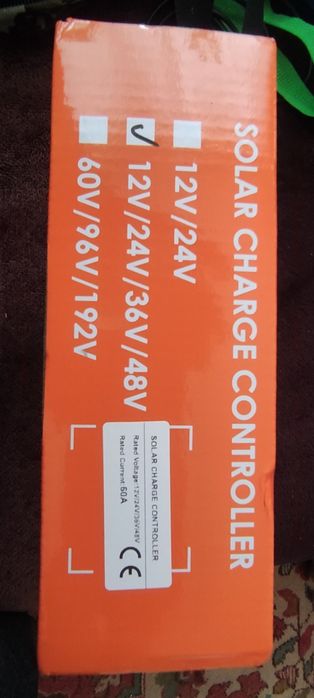 SOLAR CHARGE CONTROLLER
12V/24V
✓ 12V/24V/36V/48V
60V/96V/192V
SOLAR CHARGE CONTROLLER
Rated Voltage:12V/24V/36V/48V
Rated Current:60A
CE